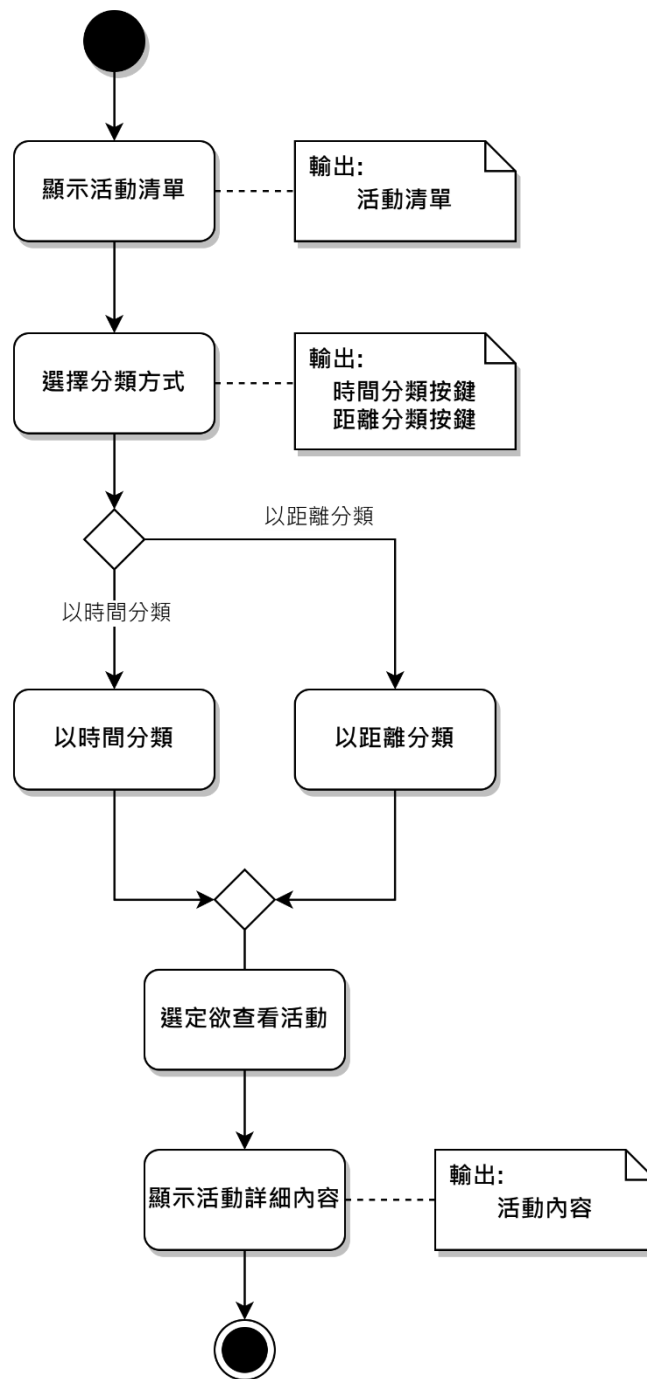 顯示活動清單
輸出:
活動清單
選擇分類方式
輸出:
時間分類按鍵
距離分類按鍵
以距離分類
以時間分類
以時間分類
以距離分類
選定欲查看活動
顯示活動詳細內容
輸出:
活動內容